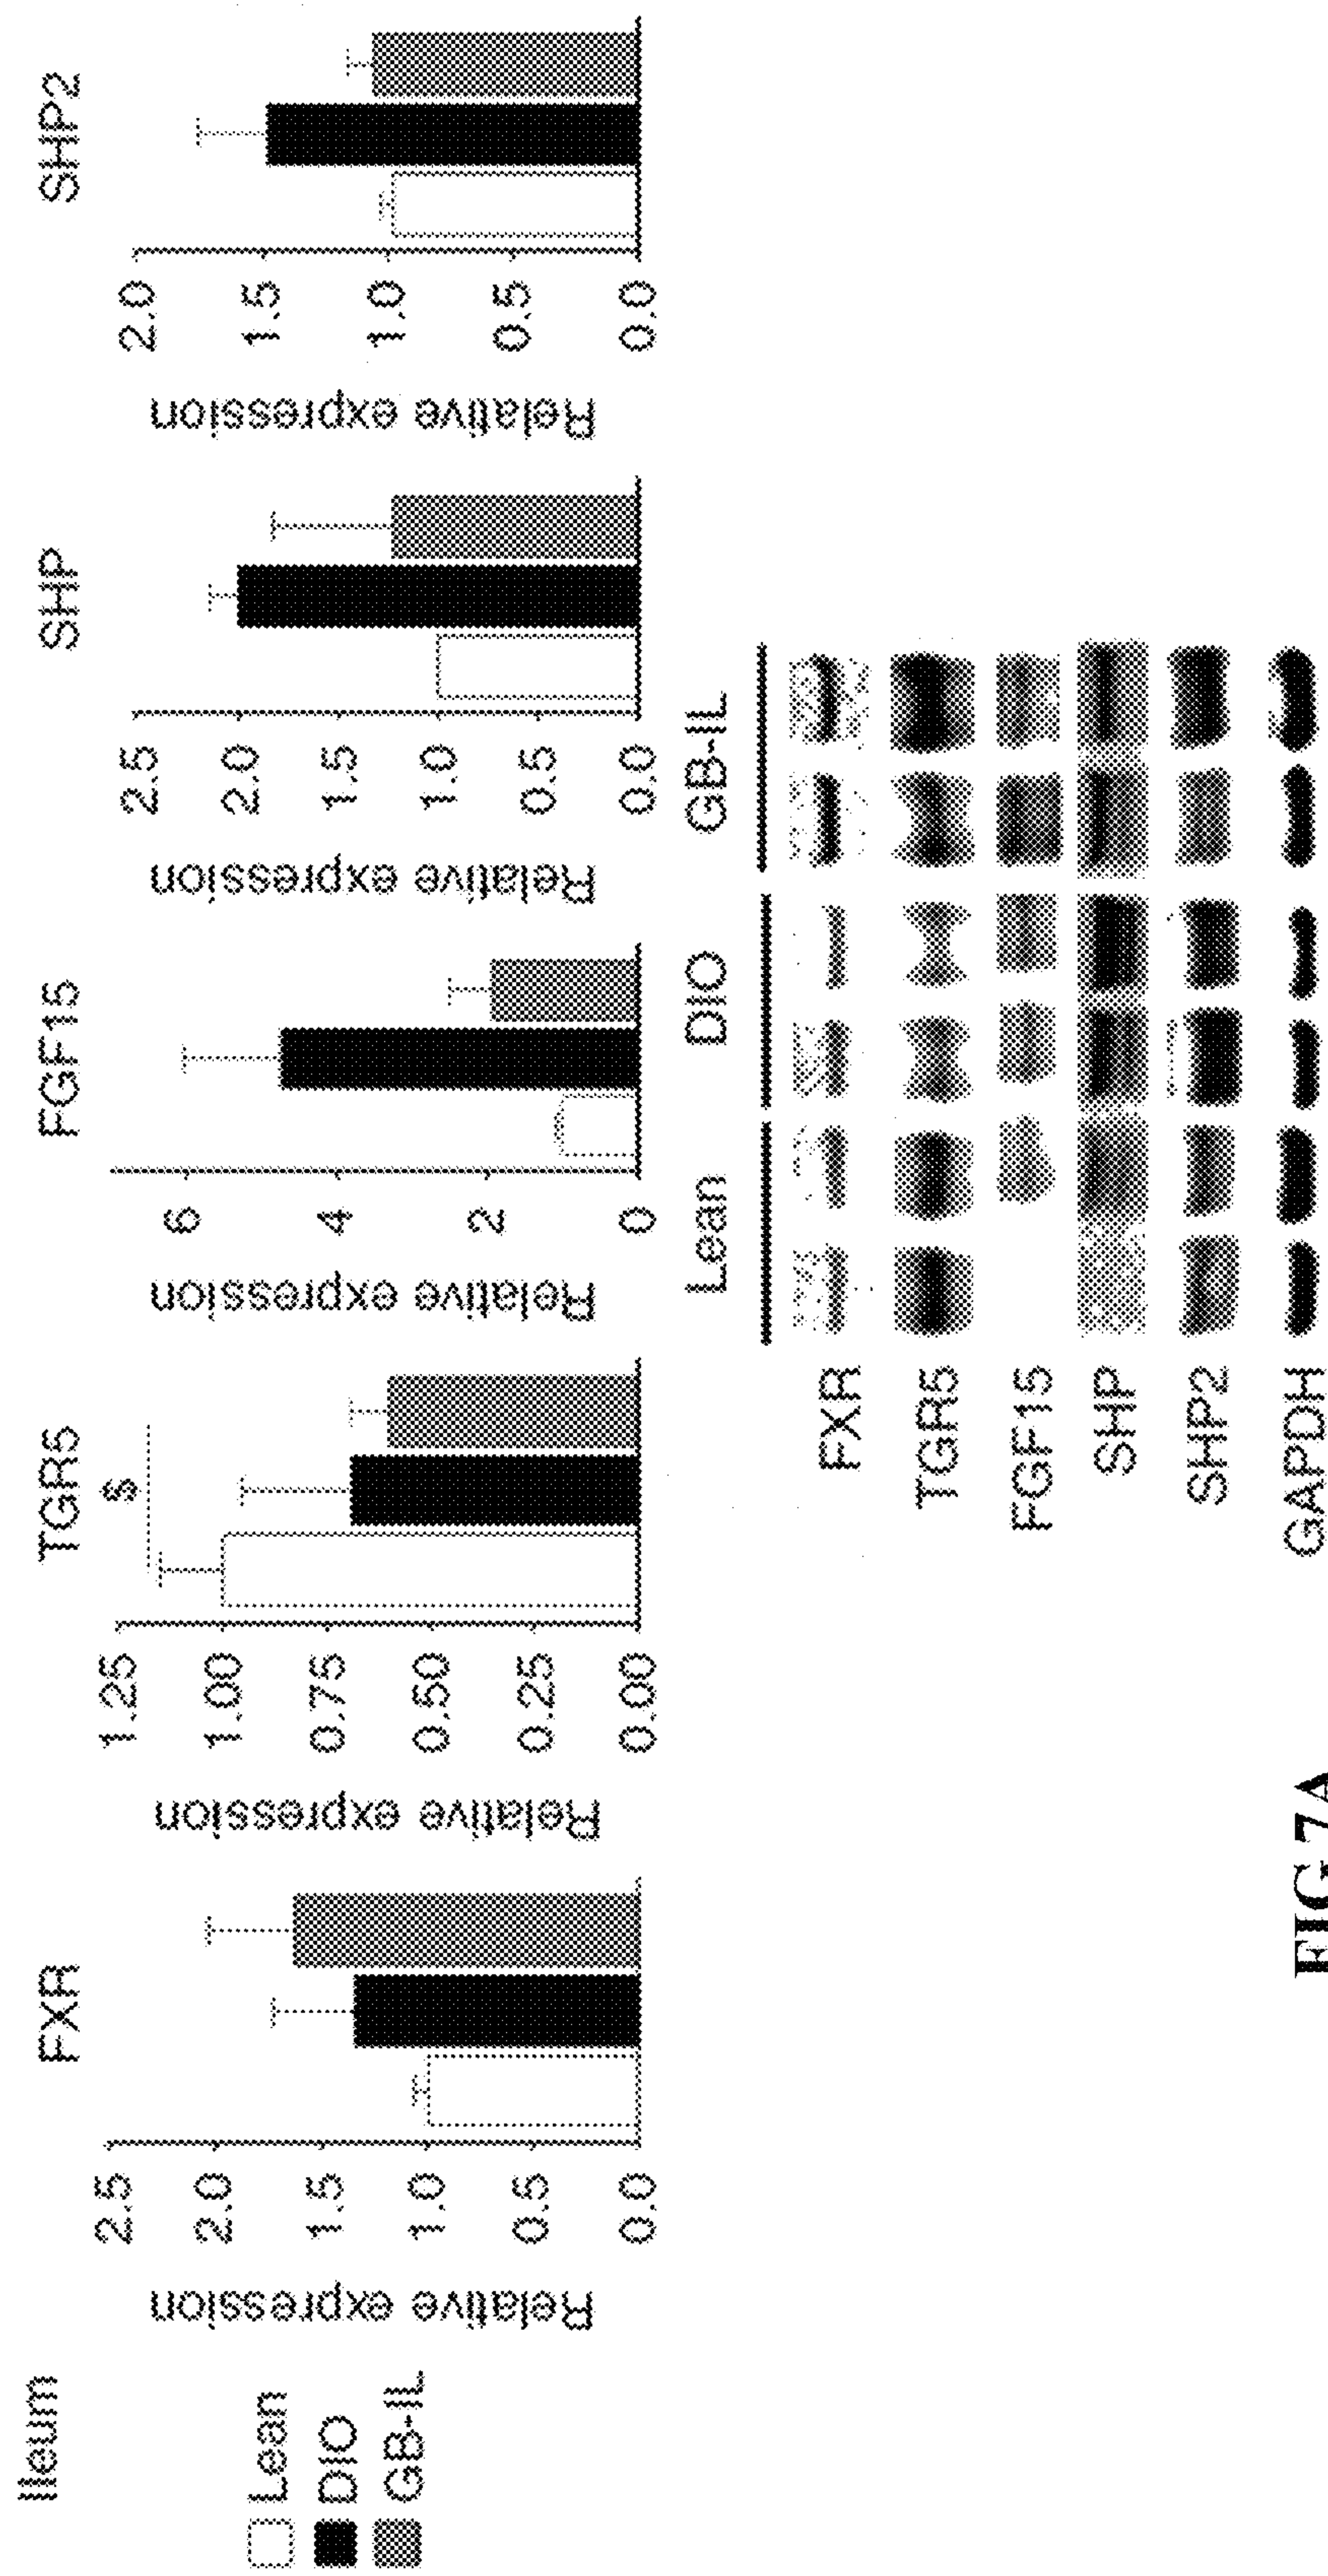 Ileum
Lean
DIO
GB-IL
FXR
Relative expression
2.5
2.0
1.5
1.0
0.5
0.0
TGR5
$
Relative expression
1.25
1.00
0.75
0.50
0.25
0.00
FGF15
Relative expression
6
4
2
0
SHP
Relative expression
2.5
2.0
1.5
1.0
0.5
0.0
SHP2
Relative expression
2.0
1.5
1.0
0.5
0.0
Lean DIO GB-IL
FXR
TGR5
FGF15
SHP
SHP2
GAPDH
FIG 7A